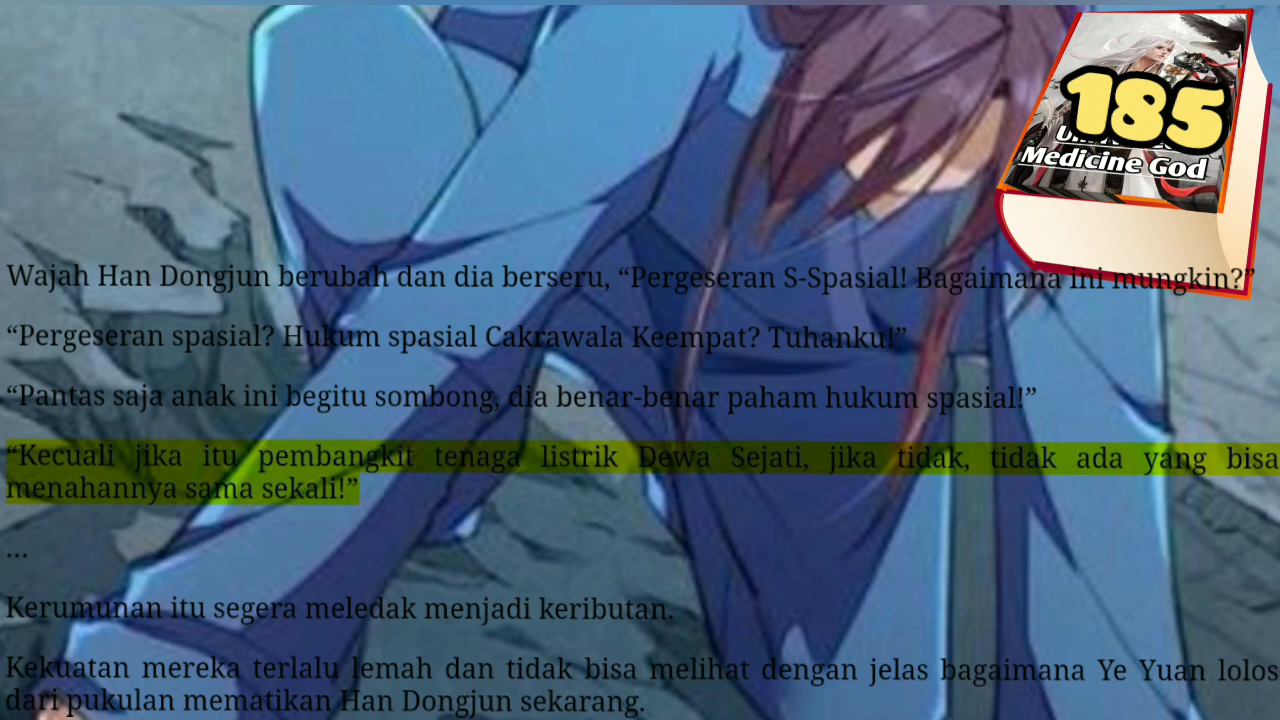 185
Medicine God
Wajah Han Dongjun berubah dan dia berseru, “Pergeseran S-Spasial! Bagaimana ini mungkin?”
“Pergeseran spasial? Hukum spasial Cakrawala Keempat? Tuhanku!”
“Pantas saja anak ini begitu sombong, dia benar-benar paham hukum spasial!”
“Kecuali jika itu pembangkit tenaga listrik Dewa Sejati, jika tidak, tidak ada yang bisa
menahannya sama sekali!”
...
Kerumunan itu segera meledak menjadi keributan.
Kekuatan mereka terlalu lemah dan tidak bisa melihat dengan jelas bagaimana Ye Yuan lolos
dari pukulan mematikan Han Dongjun sekarang.